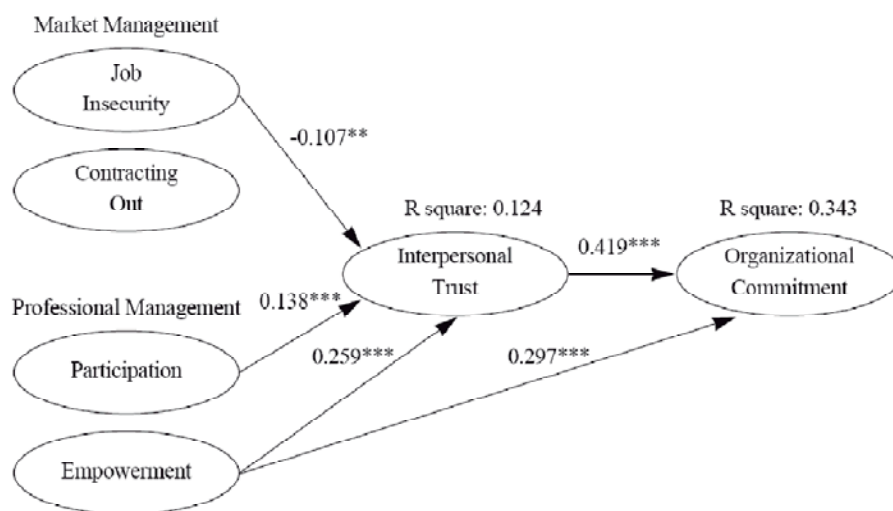 Market Management
Job
Insecurity
-0.107**
Contracting
Out
R square: 0.124
R square: 0.343
Interpersonal
Trust
0.419***
Organizational
Commitment
Professional Management
0.138***
Participation
0.259***
0.297***
Empowerment